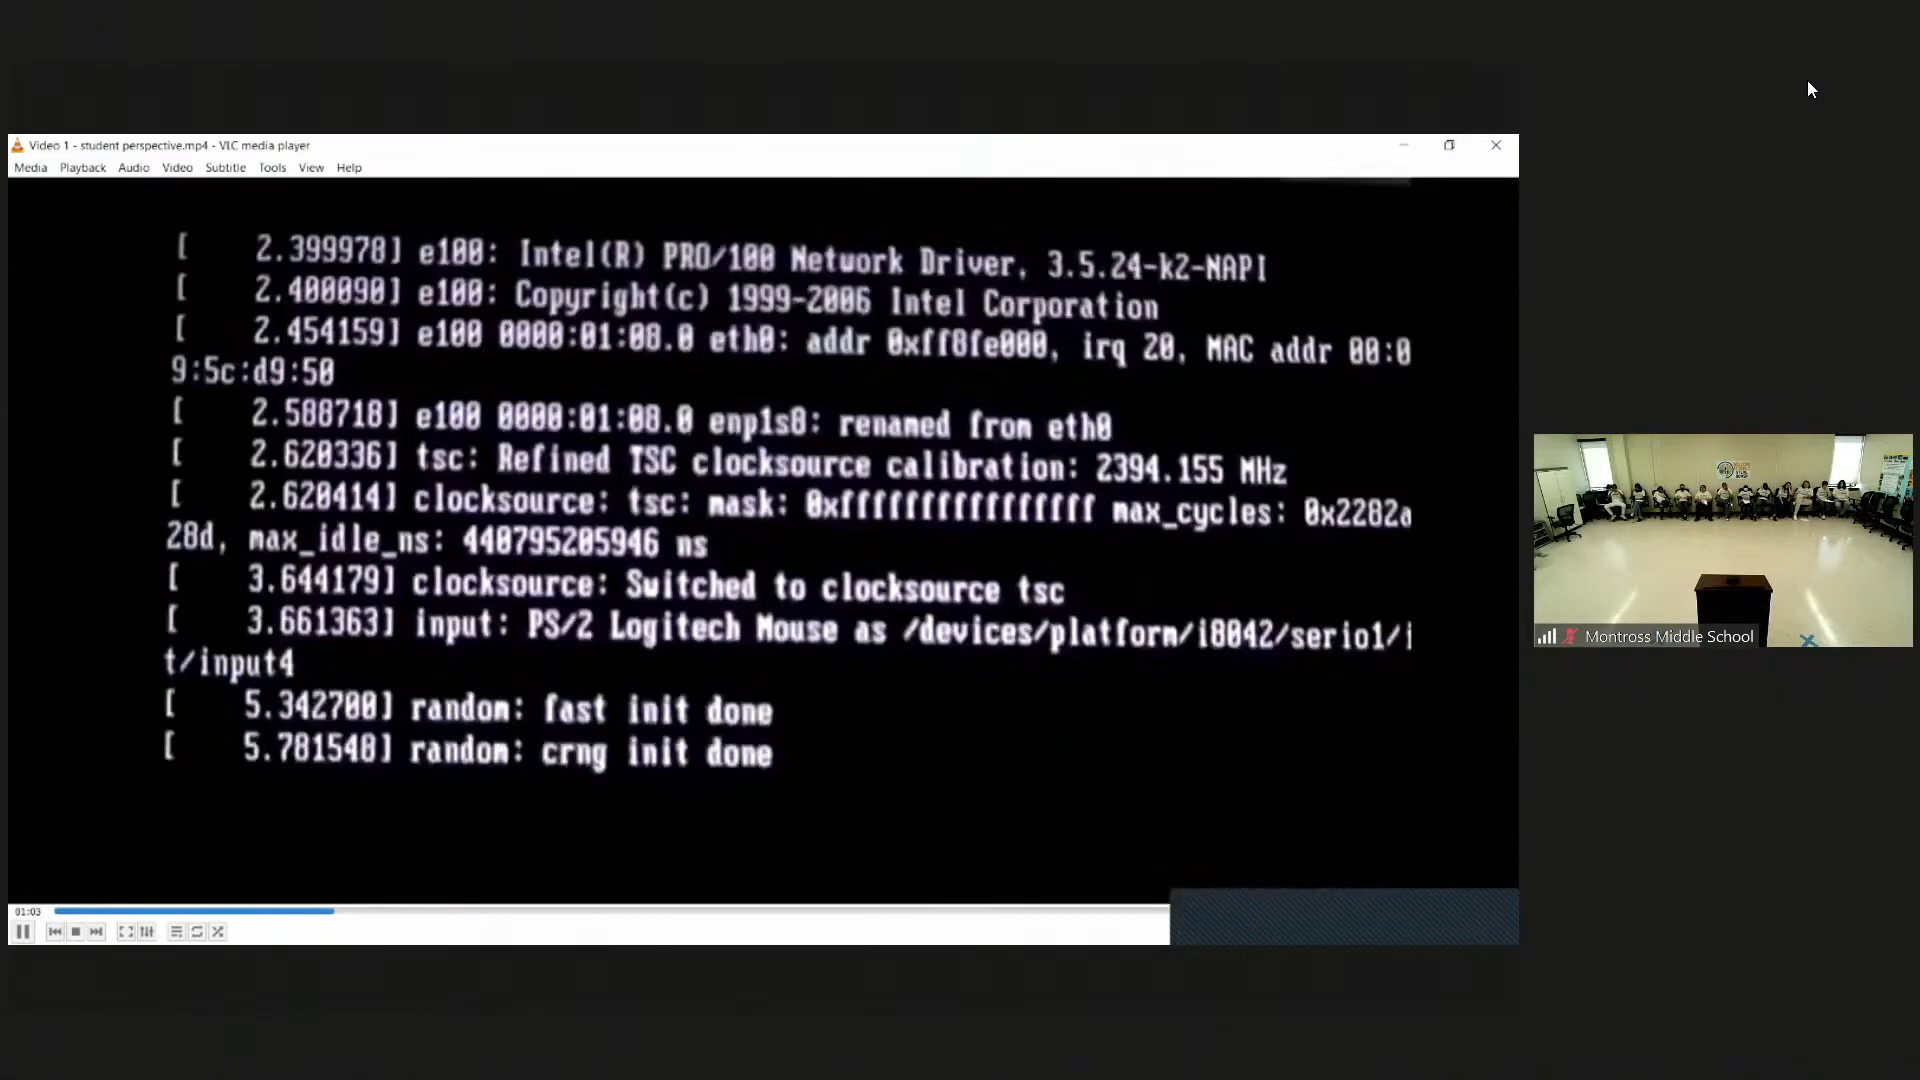 Video 1 - student perspective.mp4 - VLC media player
Media Playback Audio Video Subtitle Tools View Help
[ 2.399978] e100: Intel(R) PRO/100 Network Driver, 3.5.24-k2-NAPI
[ 2.400090] e100: Copyright(c) 1999-2006 Intel Corporation
[ 2.454159] e100 0000:01:08.0 eth0: addr 0xff8fe000, irq 20, MAC addr 00:0
9:5c:d9:50
[ 2.588718] e100 0000:01:08.0 enp1s8: renamed from eth0
[ 2.620336] tsc: Refined TSC clocksource calibration: 2394.155 MHz
[ 2.620414] clocksource: tsc: mask: 0xffffffffffffffff max_cycles: 0x2282a
28d, max_idle_ns: 440795205946 ns
[ 3.644179] clocksource: Switched to clocksource tsc
[ 3.661363] input: PS/2 Logitech Mouse as /devices/platform/i8042/serio1/i
t/input4
[ 5.342700] random: fast init done
[ 5.781540] random: crng init done
01:03
Montross Middle School